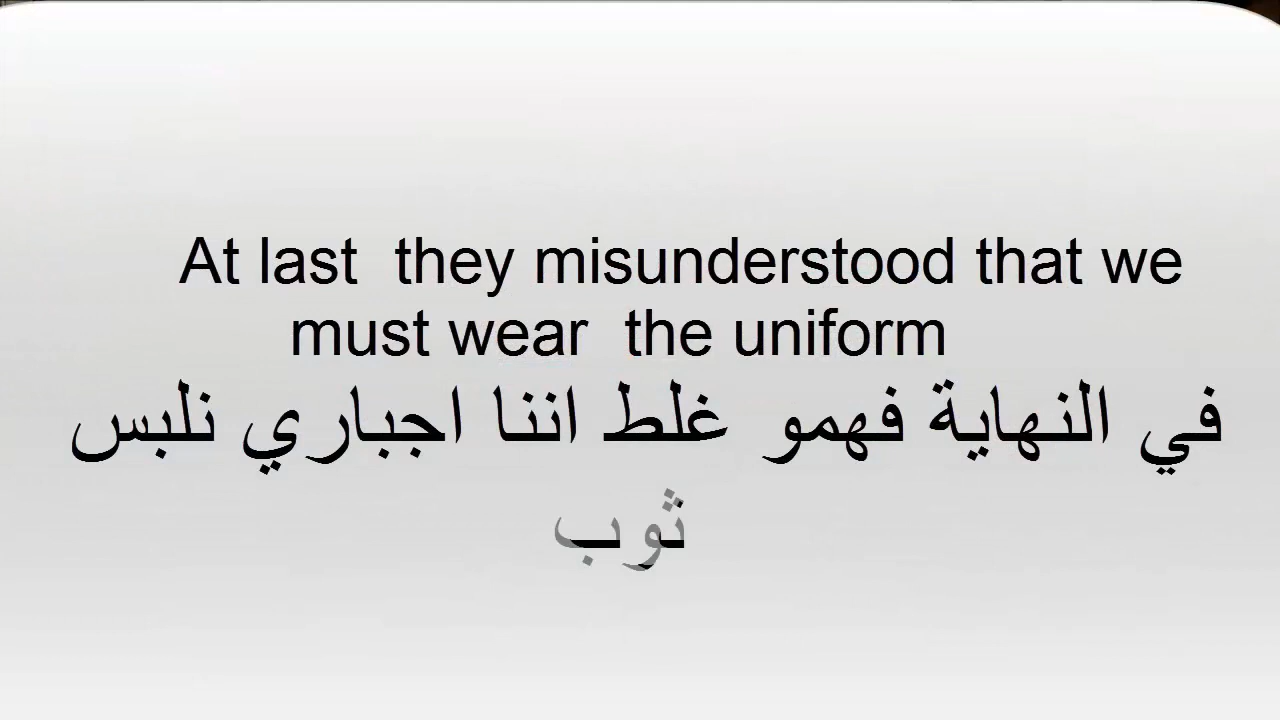 At last they misunderstood that we
must wear the uniform
في النهاية فهمو غلط اننا اجباري نلبس
ثوب